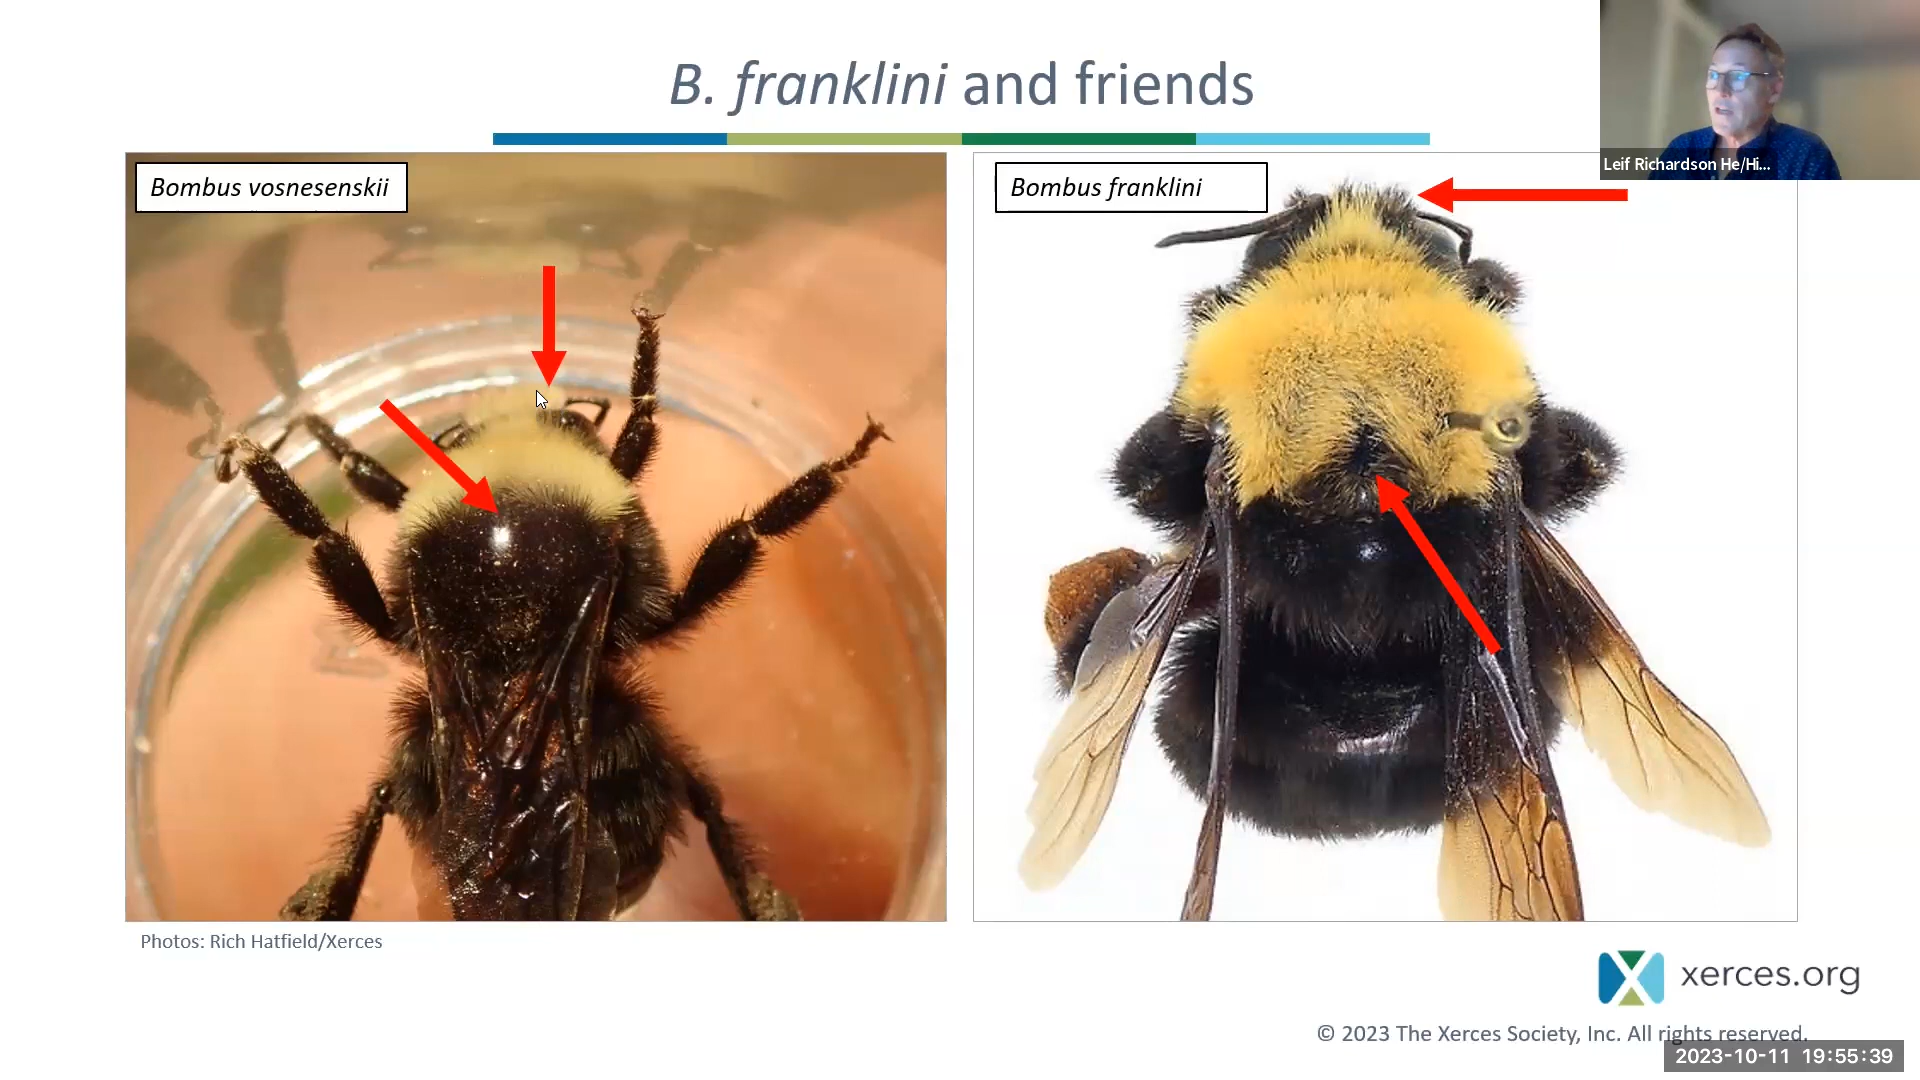 B. franklini and friends
Leif Richardson He/Hi...
Bombus vosnesenskii
Bombus franklini
Photos: Rich Hatfield/Xerces
xerces.org
© 2023 The Xerces Society, Inc. All rights reserved.
2023-10-11 19:55:39